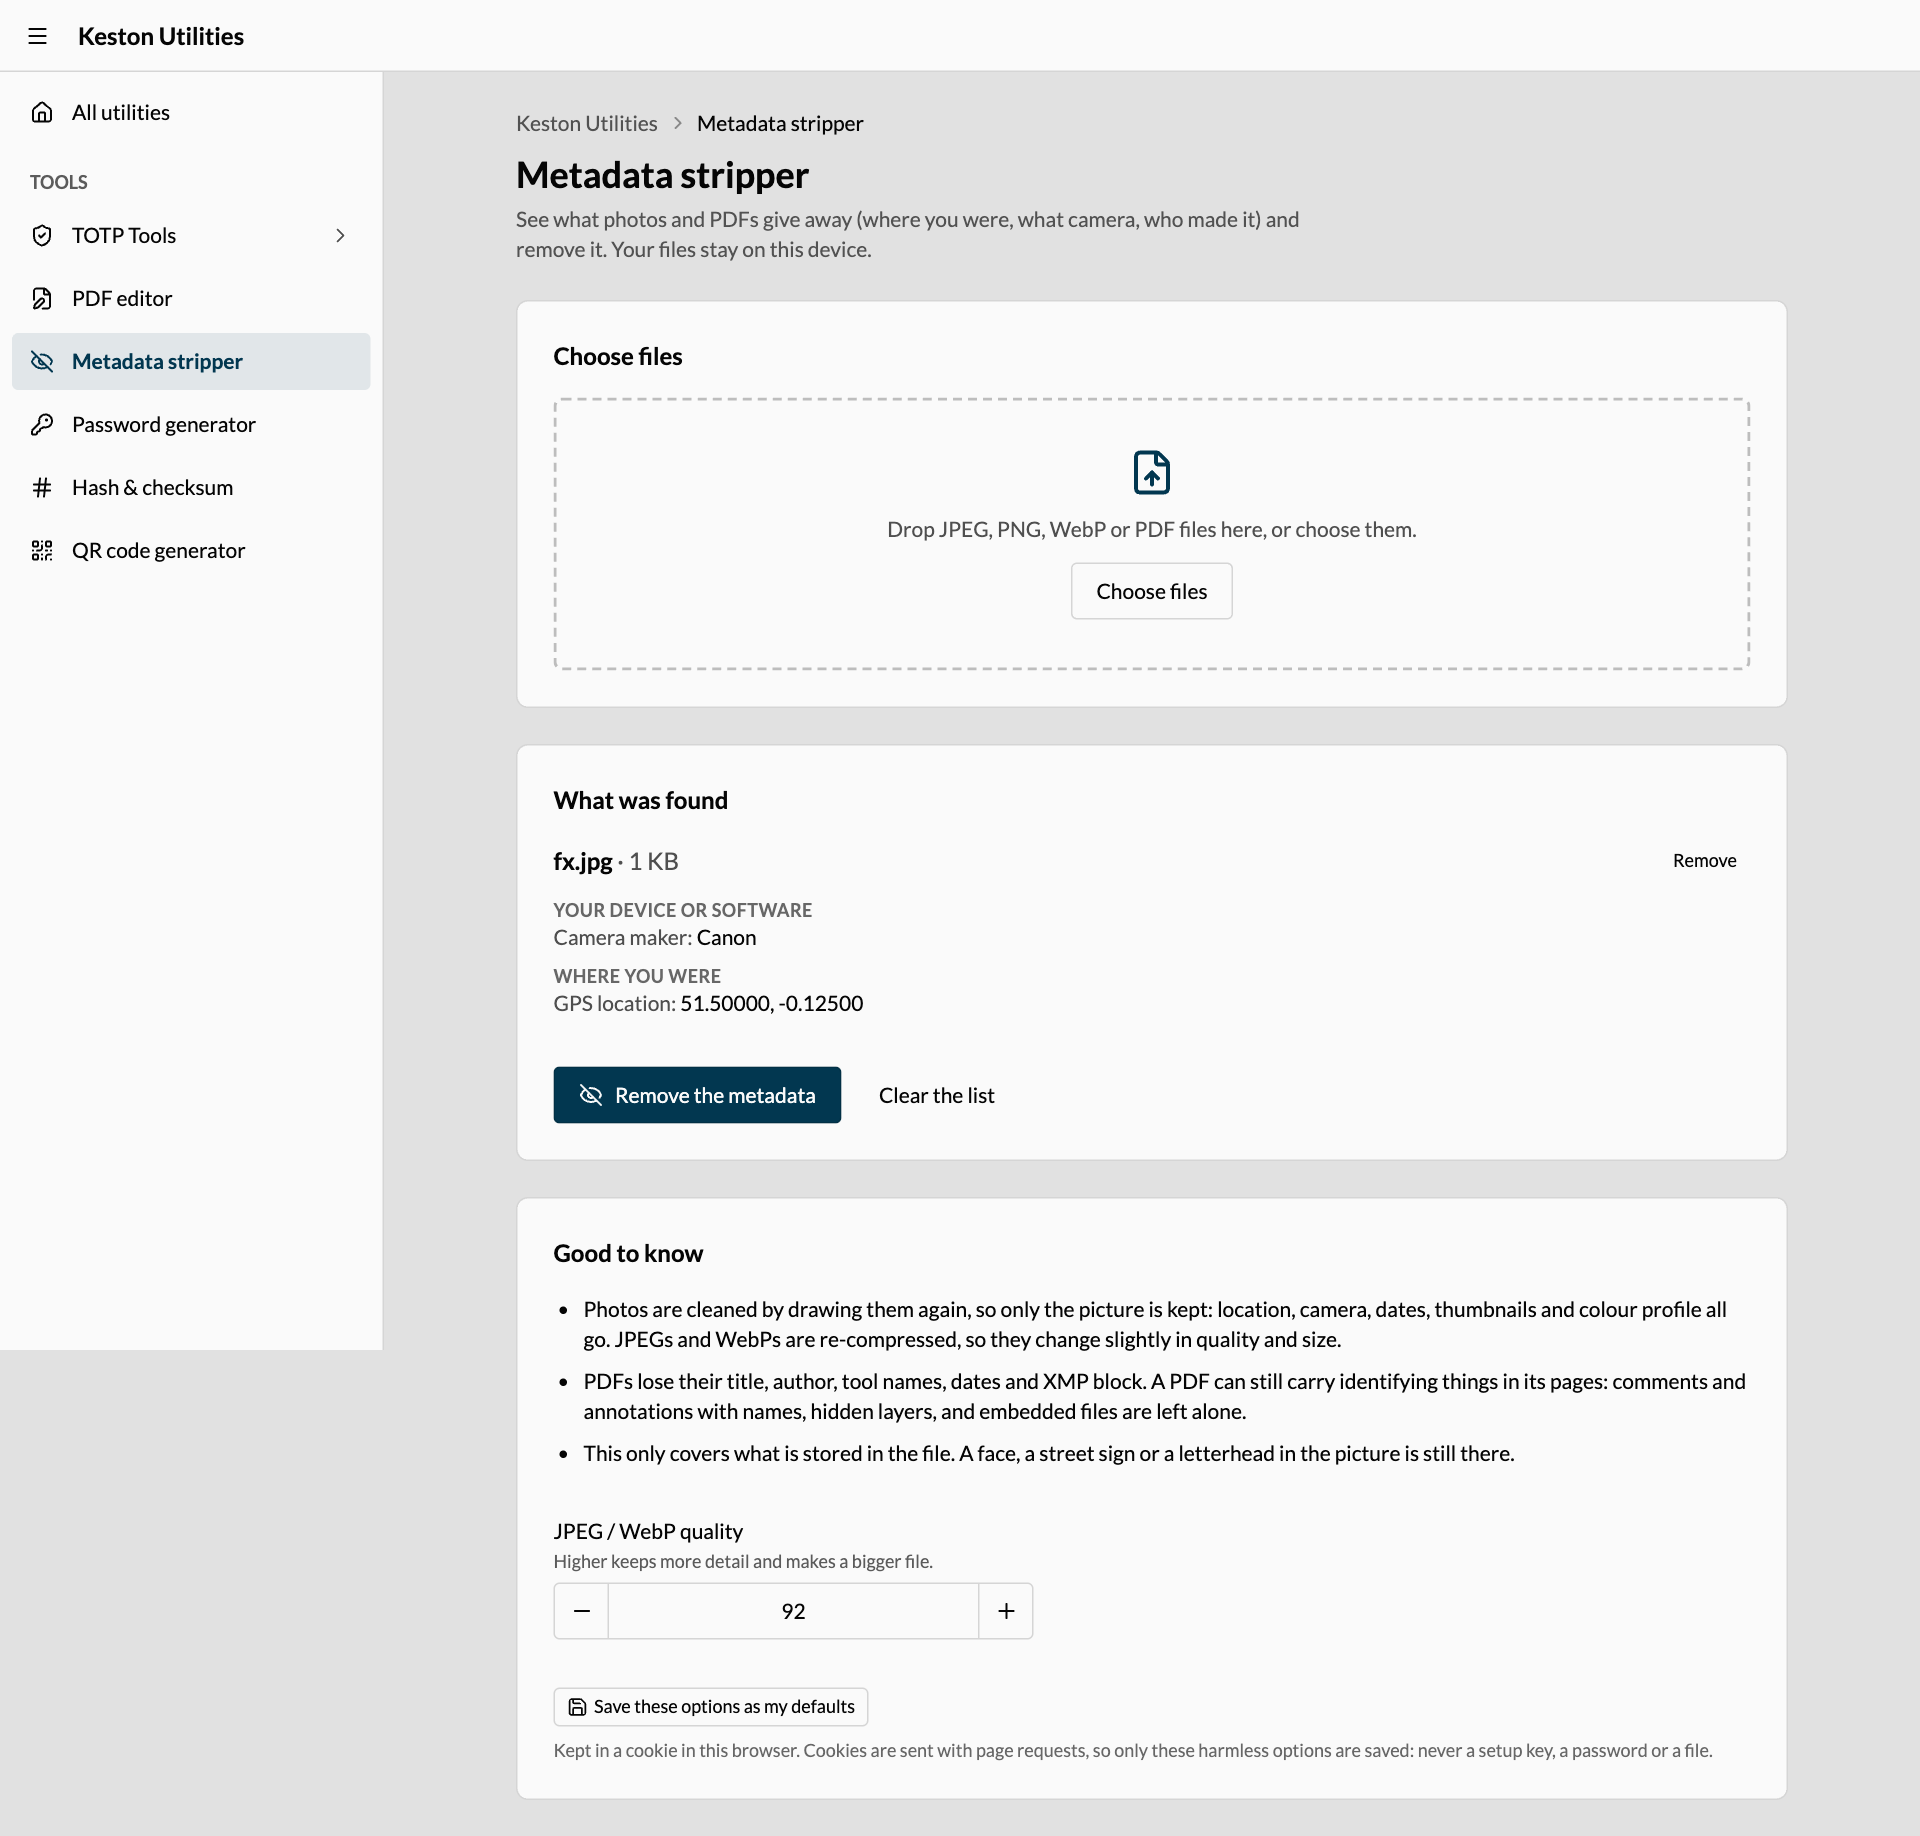 Keston Utilities
All utilities
TOOLS
TOTP Tools
PDF editor
Metadata stripper
Password generator
Hash & checksum
QR code generator
Keston Utilities > Metadata stripper
Metadata stripper
See what photos and PDFs give away (where you were, what camera, who made it) and
remove it. Your files stay on this device.
Choose files
Drop JPEG, PNG, WebP or PDF files here, or choose them.
Choose files
What was found
fx.jpg · 1 KB
Remove
YOUR DEVICE OR SOFTWARE
Camera maker: Canon
WHERE YOU WERE
GPS location: 51.50000, -0.12500
Remove the metadata
Clear the list
Good to know
• Photos are cleaned by drawing them again, so only the picture is kept: location, camera, dates, thumbnails and colour profile all
go. JPEGs and WebPs are re-compressed, so they change slightly in quality and size.
• PDFs lose their title, author, tool names, dates and XMP block. A PDF can still carry identifying things in its pages: comments and
annotations with names, hidden layers, and embedded files are left alone.
• This only covers what is stored in the file. A face, a street sign or a letterhead in the picture is still there.
JPEG / WebP quality
Higher keeps more detail and makes a bigger file.
− 92 +
Save these options as my defaults
Kept in a cookie in this browser. Cookies are sent with page requests, so only these harmless options are saved: never a setup key, a password or a file.